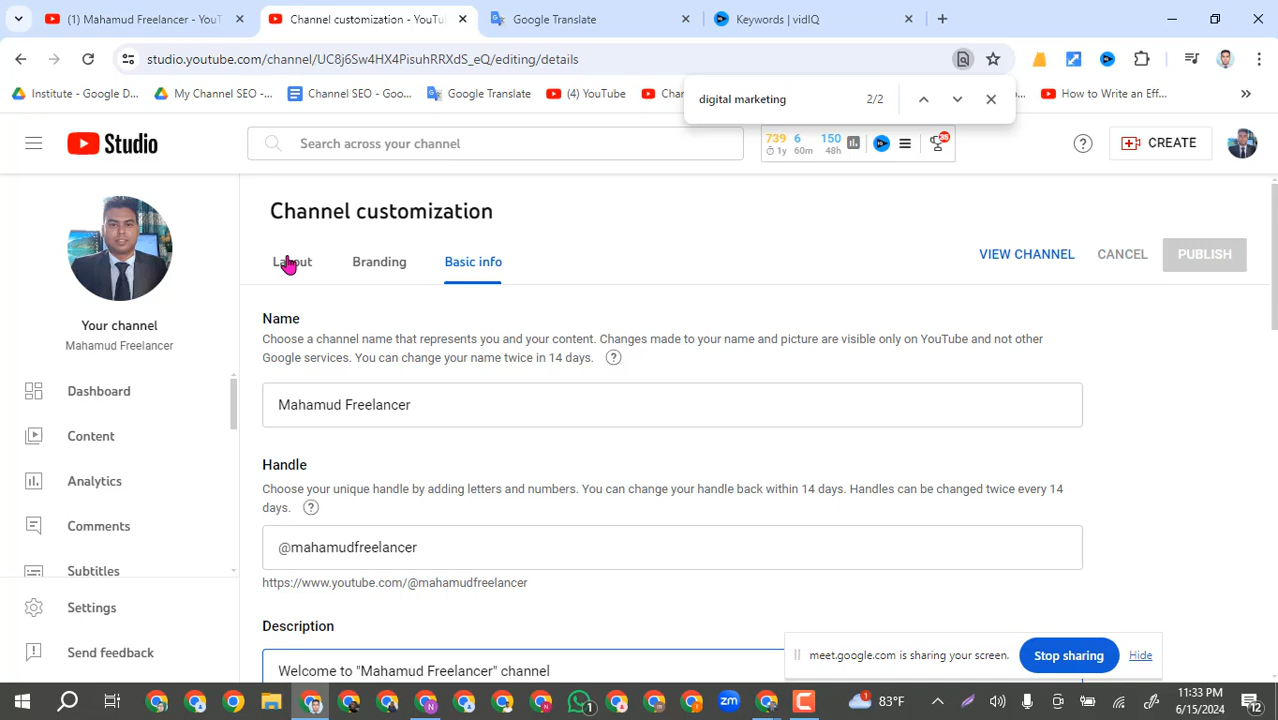 (1) Mahamud Freelancer - YouT
Channel customization - YouTu
Google Translate
Keywords | vidIQ
studio.youtube.com/channel/UC8j6Sw4HX4PisuhRRXdS_eQ/editing/details
Institute - Google D...
My Channel SEO -...
Channel SEO - Goo...
Google Translate
(4) YouTube
Chan
How to Write an Eff...
digital marketing 2/2
Studio
Search across your channel
739 6 150
1y 60m 48h
CREATE
Channel customization
Layout Branding Basic info
VIEW CHANNEL CANCEL PUBLISH
Your channel
Mahamud Freelancer
Dashboard
Content
Analytics
Comments
Subtitles
Settings
Send feedback
Name
Choose a channel name that represents you and your content. Changes made to your name and picture are visible only on YouTube and not other
Google services. You can change your name twice in 14 days.
Mahamud Freelancer
Handle
Choose your unique handle by adding letters and numbers. You can change your handle back within 14 days. Handles can be changed twice every 14
days.
@mahamudfreelancer
https://www.youtube.com/@mahamudfreelancer
Description
Welcome to "Mahamud Freelancer" channel
meet.google.com is sharing your screen.
Stop sharing
Hide
1
zm
1
83°F
11:33 PM
6/15/2024
12